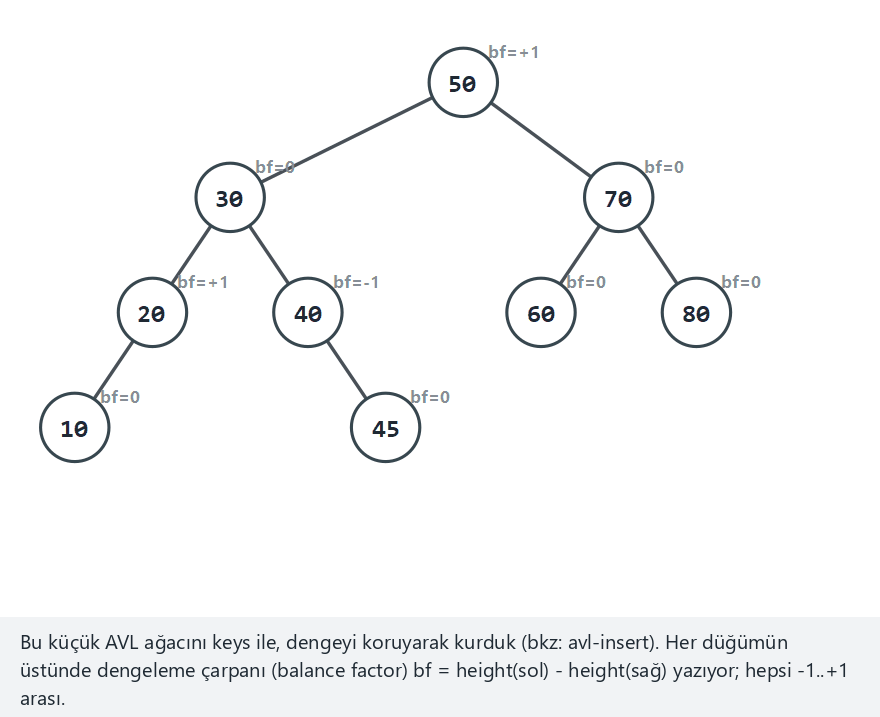 bf=+1
50
bf=0
30
bf=0
70
bf=+1
20
bf=-1
40
bf=0
60
bf=0
80
bf=0
10
bf=0
45
Bu küçük AVL ağacını keys ile, dengeyi koruyarak kurduk (bkz: avl-insert). Her düğümün
üstünde dengeleme çarpanı (balance factor) bf = height(sol) - height(sağ) yazıyor; hepsi -1..+1
arası.